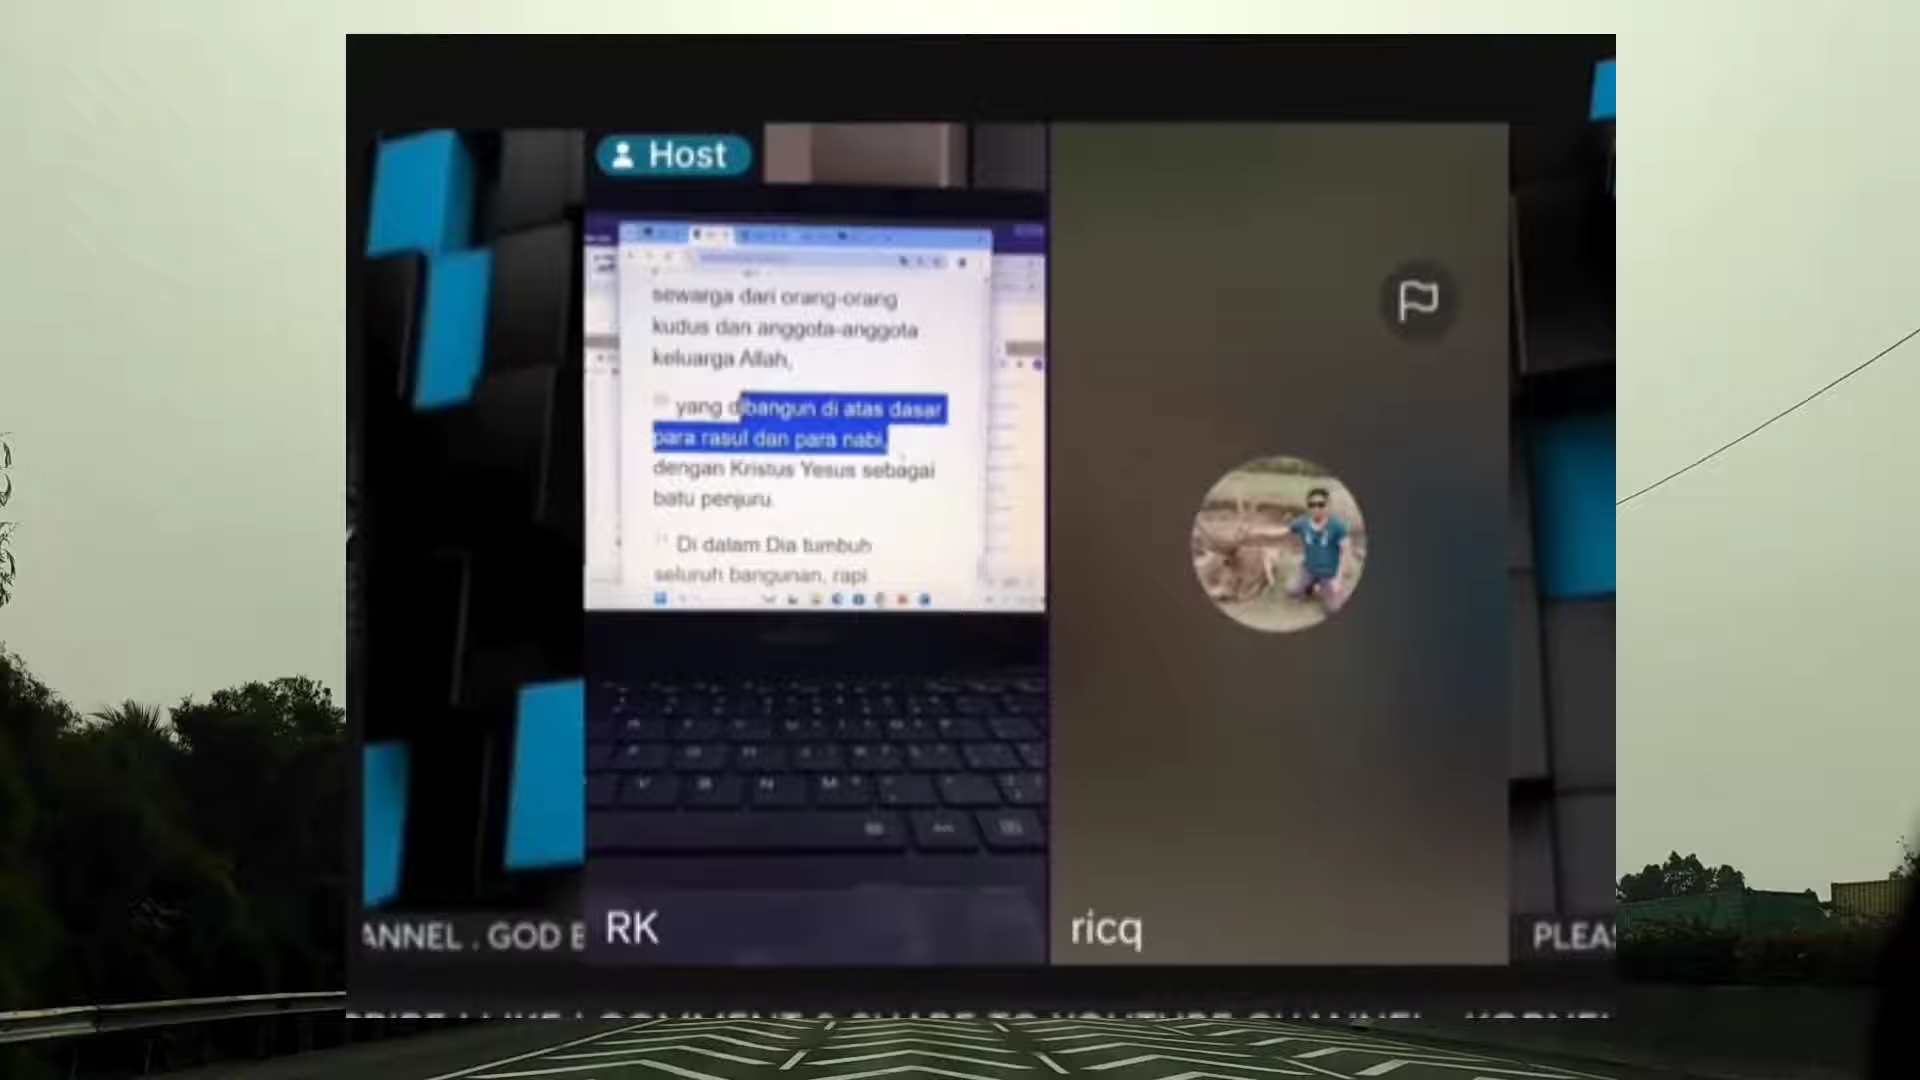 Host
sewarga dari orang-orang
kudus dan anggota-anggota
keluarga Allah,
yang dibangun di atas dasar
para rasul dan para nabi,
dengan Kristus Yesus sebagai
batu penjuru.
Di dalam Dia tumbuh
seluruh bangunan, rapi
RK
ricq
ANNEL . GOD B
PLEAS